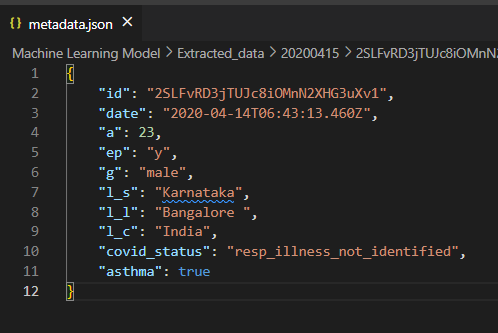 {} metadata.json ×
Machine Learning Model > Extracted_data > 20200415 > 2SLFvRD3jTUJc8iOMnN
1 {
2 "id": "2SLFvRD3jTUJc8iOMnN2XHG3uXv1",
3 "date": "2020-04-14T06:43:13.460Z",
4 "a": 23,
5 "ep": "y",
6 "g": "male",
7 "l_s": "Karnataka",
8 "l_l": "Bangalore ",
9 "l_c": "India",
10 "covid_status": "resp_illness_not_identified",
11 "asthma": true
12 }